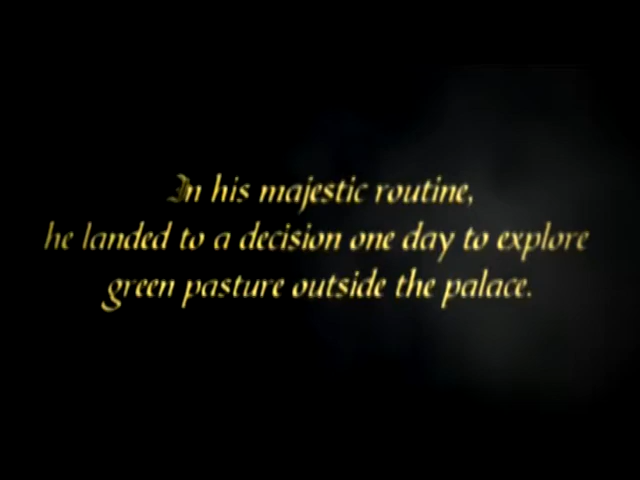 In his majestic routine,
he landed to a decision one day to explore
green pasture outside the palace.